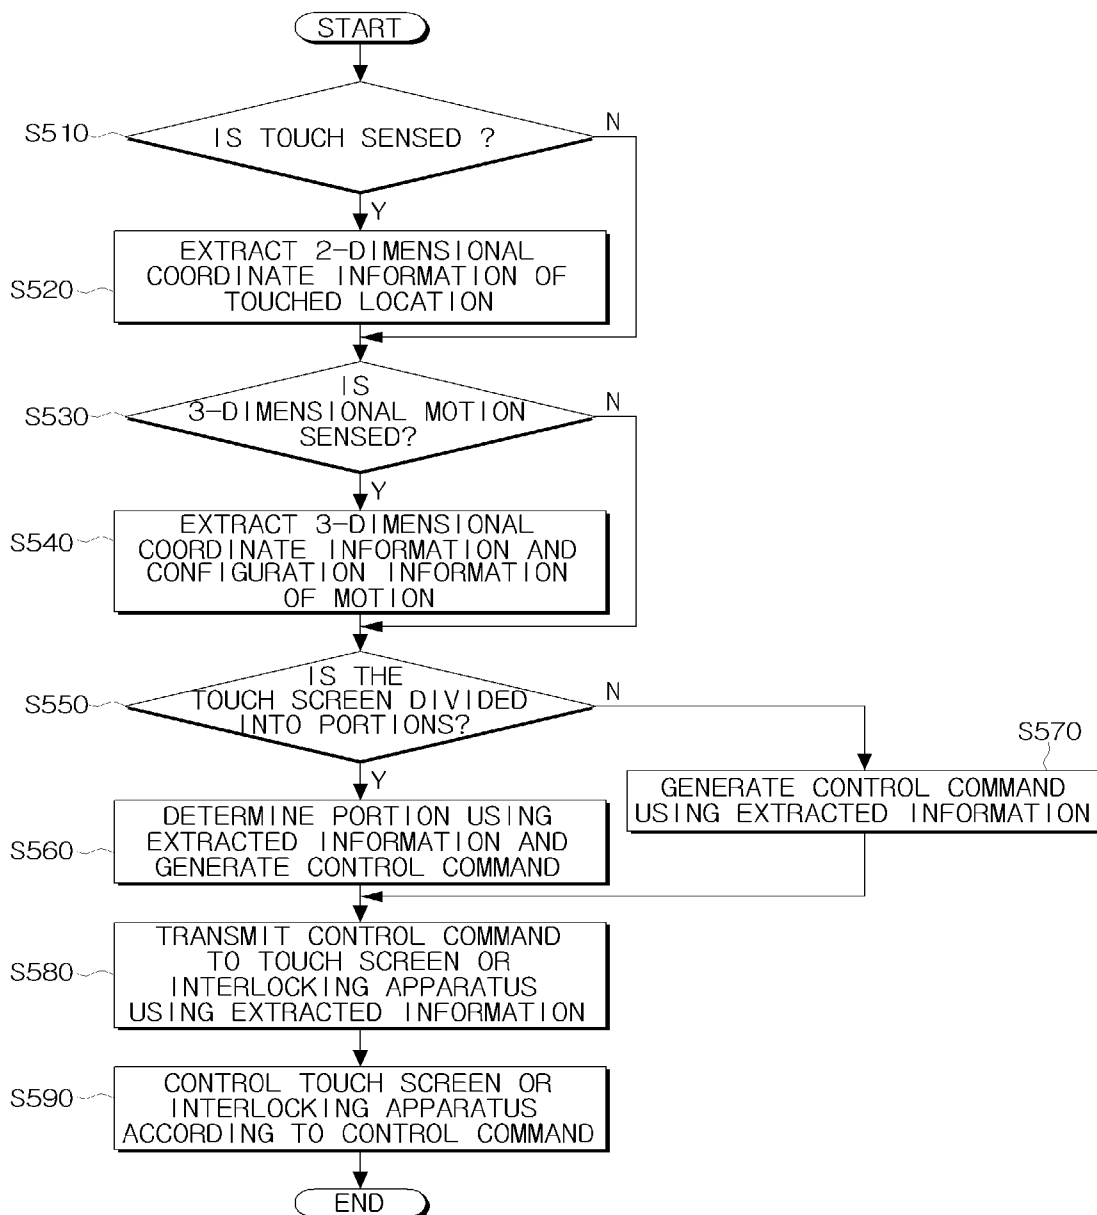 START
S510
IS TOUCH SENSED ?
N
Y
S520
EXTRACT 2-DIMENSIONAL
COORDINATE INFORMATION OF
TOUCHED LOCATION
S530
IS
3-DIMENSIONAL MOTION
SENSED?
N
Y
S540
EXTRACT 3-DIMENSIONAL
COORDINATE INFORMATION AND
CONFIGURATION INFORMATION
OF MOTION
S550
IS THE
TOUCH SCREEN DIVIDED
INTO PORTIONS?
N
Y
S570
GENERATE CONTROL COMMAND
USING EXTRACTED INFORMATION
S560
DETERMINE PORTION USING
EXTRACTED INFORMATION AND
GENERATE CONTROL COMMAND
S580
TRANSMIT CONTROL COMMAND
TO TOUCH SCREEN OR
INTERLOCKING APPARATUS
USING EXTRACTED INFORMATION
S590
CONTROL TOUCH SCREEN OR
INTERLOCKING APPARATUS
ACCORDING TO CONTROL COMMAND
END